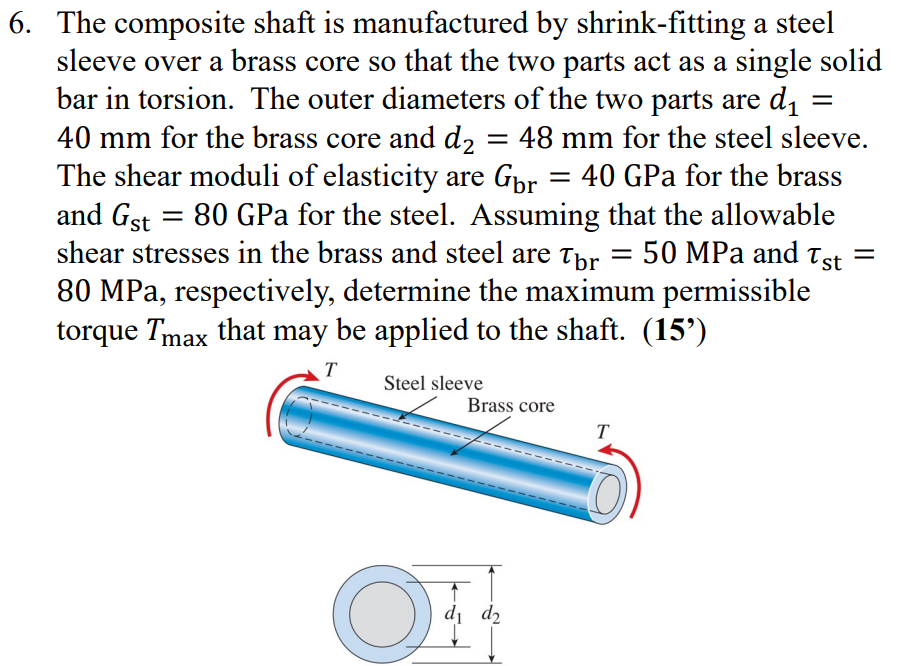 6. The composite shaft is manufactured by shrink-fitting a steel
sleeve over a brass core so that the two parts act as a single solid
bar in torsion.  The outer diameters of the two parts are d₁ =
40 mm for the brass core and d₂ = 48 mm for the steel sleeve.
The shear moduli of elasticity are G_br = 40 GPa for the brass
and G_st = 80 GPa for the steel.  Assuming that the allowable
shear stresses in the brass and steel are τ_br = 50 MPa and τ_st =
80 MPa, respectively, determine the maximum permissible
torque T_max that may be applied to the shaft.  (15’)
T
Steel sleeve
Brass core
T
d₁ d₂